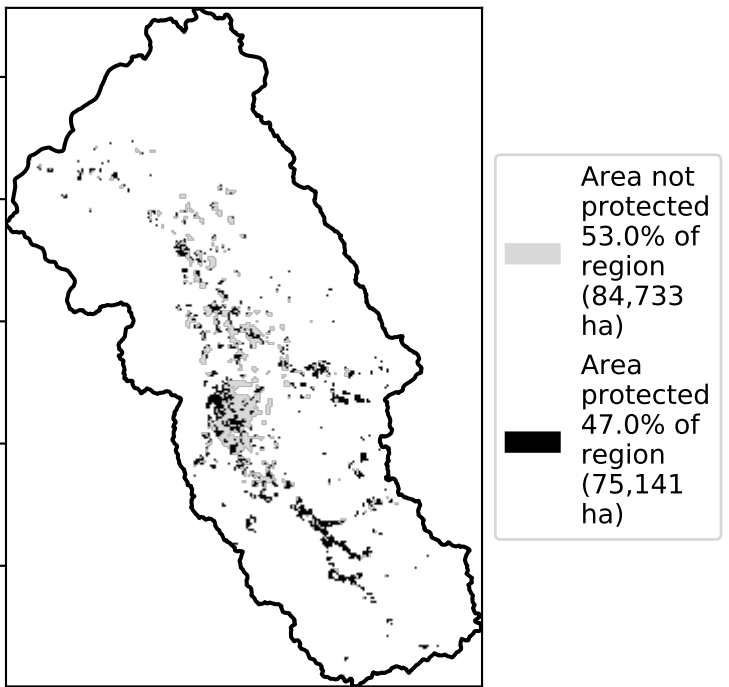 Area not
protected
53.0% of
region
(84,733
ha)
Area
protected
47.0% of
region
(75,141
ha)